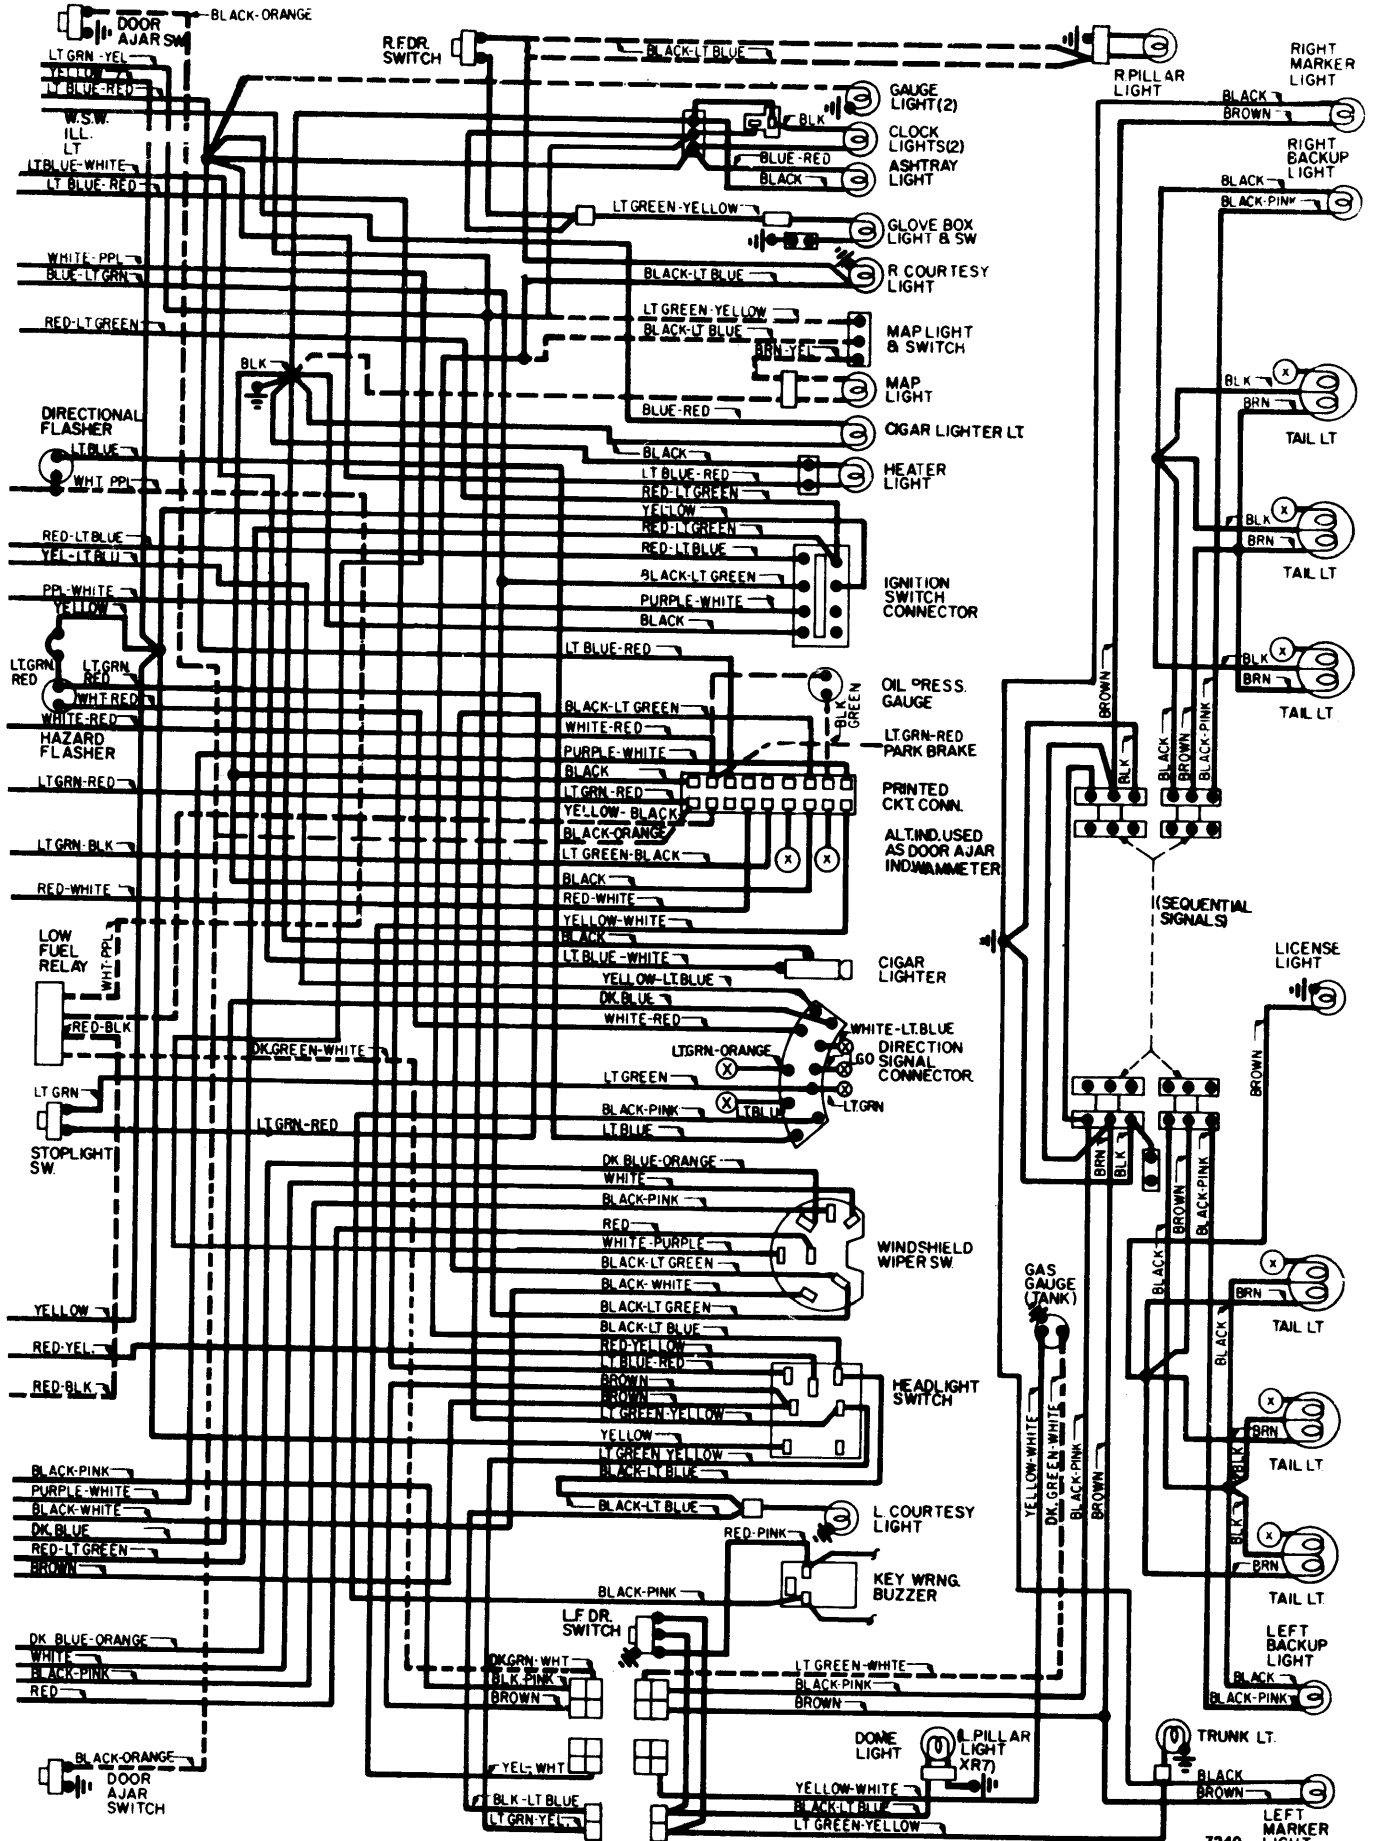 BLACK-ORANGE
DOOR
AJAR SW.
LT GRN-YEL
YELLOW
LT BLUE-RED
W.S.W.
ILL.
LT
LT BLUE-WHITE
LT BLUE-RED
WHITE-PPL
BLUE-LT GRN
RED-LT GREEN
BLK
DIRECTIONAL
FLASHER
LT.BLUE
WHT PPL
RED-LT BLUE
YEL-LT BLU
PPL-WHITE
YELLOW
LT.GRN.
RED
LT.GRN
RED
WHT RED
WHITE-RED
HAZARD
FLASHER
LT.GRN-RED
LT GRN-BLK
RED-WHITE
LOW
FUEL
RELAY
WHT-PPL
RED-BLK
DK.GREEN-WHITE
LT GRN
LT GRN-RED
STOPLIGHT
SW.
YELLOW
RED-YEL.
RED-BLK
BLACK-PINK
PURPLE-WHITE
BLACK-WHITE
DK.BLUE
RED-LT GREEN
BROWN
DK BLUE-ORANGE
WHITE
BLACK-PINK
RED
BLACK-ORANGE
DOOR
AJAR
SWITCH
R.F.DR.
SWITCH
BLACK-LT BLUE
R.PILLAR
LIGHT
GAUGE
LIGHT(2)
BLK
CLOCK
LIGHTS(2)
BLUE-RED
ASHTRAY
LIGHT
BLACK
LT GREEN-YELLOW
GLOVE BOX
LIGHT & SW
BLACK-LT BLUE
R.COURTESY
LIGHT
LT GREEN-YELLOW
BLACK-LT BLUE
BRN-YEL
MAP LIGHT
& SWITCH
MAP
LIGHT
BLUE-RED
CIGAR LIGHTER LT.
BLACK
LT BLUE-RED
HEATER
LIGHT
RED-LT GREEN
YELLOW
RED-LT GREEN
RED-LT BLUE
BLACK-LT GREEN
PURPLE-WHITE
BLACK
IGNITION
SWITCH
CONNECTOR
LT BLUE-RED
OIL PRESS.
GAUGE
BLK
GREEN
BLACK-LT GREEN
WHITE-RED
LT.GRN-RED
PARK BRAKE
PURPLE-WHITE
BLACK
LT GRN-RED
YELLOW-BLACK
BLACK-ORANGE
LT GREEN-BLACK
PRINTED
CKT. CONN.
ALT.IND.USED
AS DOOR AJAR
IND.W/AMMETER
X
X
BLACK
RED-WHITE
YELLOW-WHITE
BLACK
LT.BLUE-WHITE
CIGAR
LIGHTER
YELLOW-LT.BLUE
DK.BLUE
WHITE-RED
WHITE-LT.BLUE
DIRECTION
SIGNAL
CONNECTOR
LT.GRN-ORANGE
X
X
X
X
X
GO
LT GREEN
LT.GRN
BLACK-PINK
LT.BLUE
LT.BLUE
DK BLUE-ORANGE
WHITE
BLACK-PINK
RED
WHITE-PURPLE
BLACK-LT GREEN
BLACK-WHITE
BLACK-LT GREEN
WINDSHIELD
WIPER SW.
BLACK-LT BLUE
RED-YELLOW
LT BLUE-RED
BROWN
BROWN
LT GREEN-YELLOW
YELLOW
LT GREEN YELLOW
BLACK-LT BLUE
HEADLIGHT
SWITCH
BLACK-LT BLUE
L. COURTESY
LIGHT
RED-PINK
KEY WRNG.
BUZZER
BLACK-PINK
L.F. DR.
SWITCH
DK.GRN-WHT
BLK.PINK
BROWN
LT GREEN-WHITE
BLACK-PINK
BROWN
YEL-WHT
DOME
LIGHT
(L.PILLAR
LIGHT
XR7)
BLK-LT BLUE
LT GRN-YEL.
YELLOW-WHITE
BLACK-LT BLUE
LT GREEN-YELLOW
RIGHT
MARKER
LIGHT
BLACK
BROWN
RIGHT
BACKUP
LIGHT
BLACK
BLACK-PINK
X
BLK
BRN
TAIL LT
X
BLK
BRN
TAIL LT
X
BLK
BRN
TAIL LT
BROWN
BLK
BLACK
BROWN
BLACK-PINK
(SEQUENTIAL
SIGNALS)
LICENSE
LIGHT
BROWN
BRN
BLK
BLACK
BROWN
BLACK-PINK
GAS
GAUGE
(TANK)
X
BRN
TAIL LT
BLACK
X
BRN
BLK
TAIL LT
X
BLK
BRN
TAIL LT
YELLOW-WHITE
DK.GREEN-WHITE
BLACK-PINK
BROWN
LEFT
BACKUP
LIGHT
BLACK
BLACK-PINK
TRUNK LT.
BLACK
BROWN
LEFT
MARKER